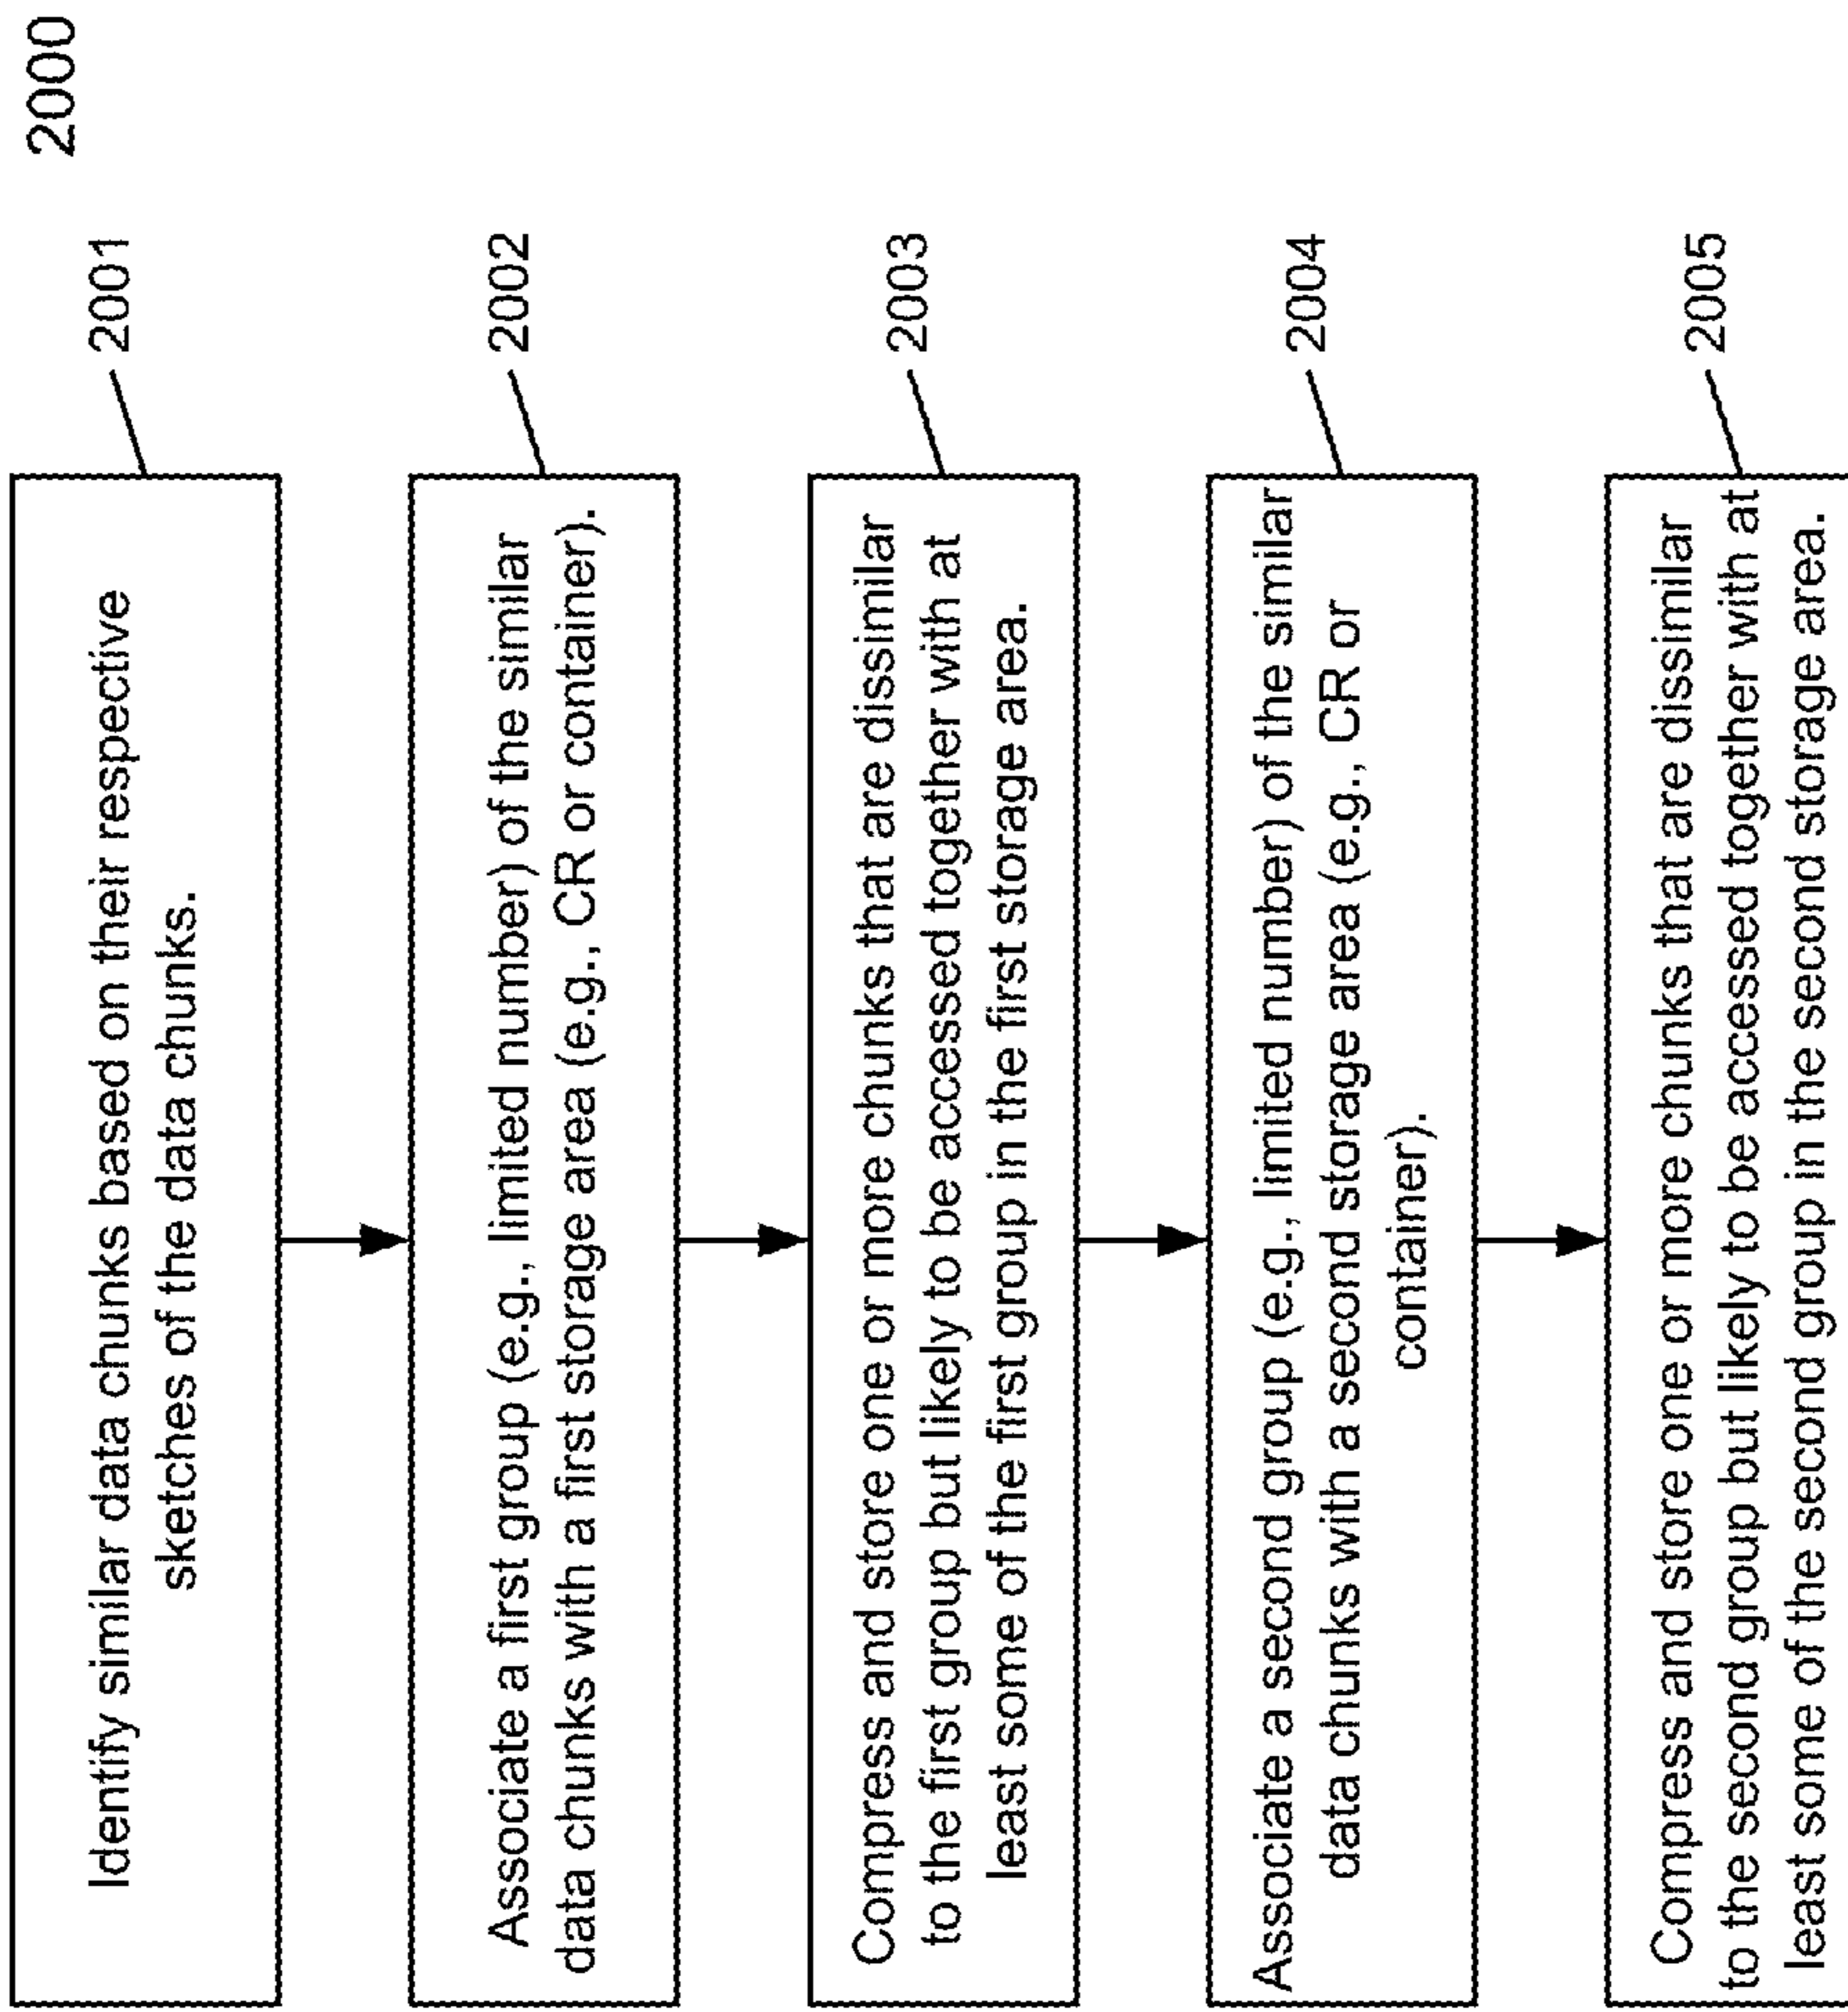 2000
Identify similar data chunks based on their respective
sketches of the data chunks.
2001
Associate a first group (e.g., limited number) of the similar
data chunks with a first storage area (e.g., CR or container).
2002
Compress and store one or more chunks that are dissimilar
to the first group but likely to be accessed together with at
least some of the first group in the first storage area.
2003
Associate a second group (e.g., limited number) of the similar
data chunks with a second storage area (e.g., CR or
container).
2004
Compress and store one or more chunks that are dissimilar
to the second group but likely to be accessed together with at
least some of the second group in the second storage area.
2005